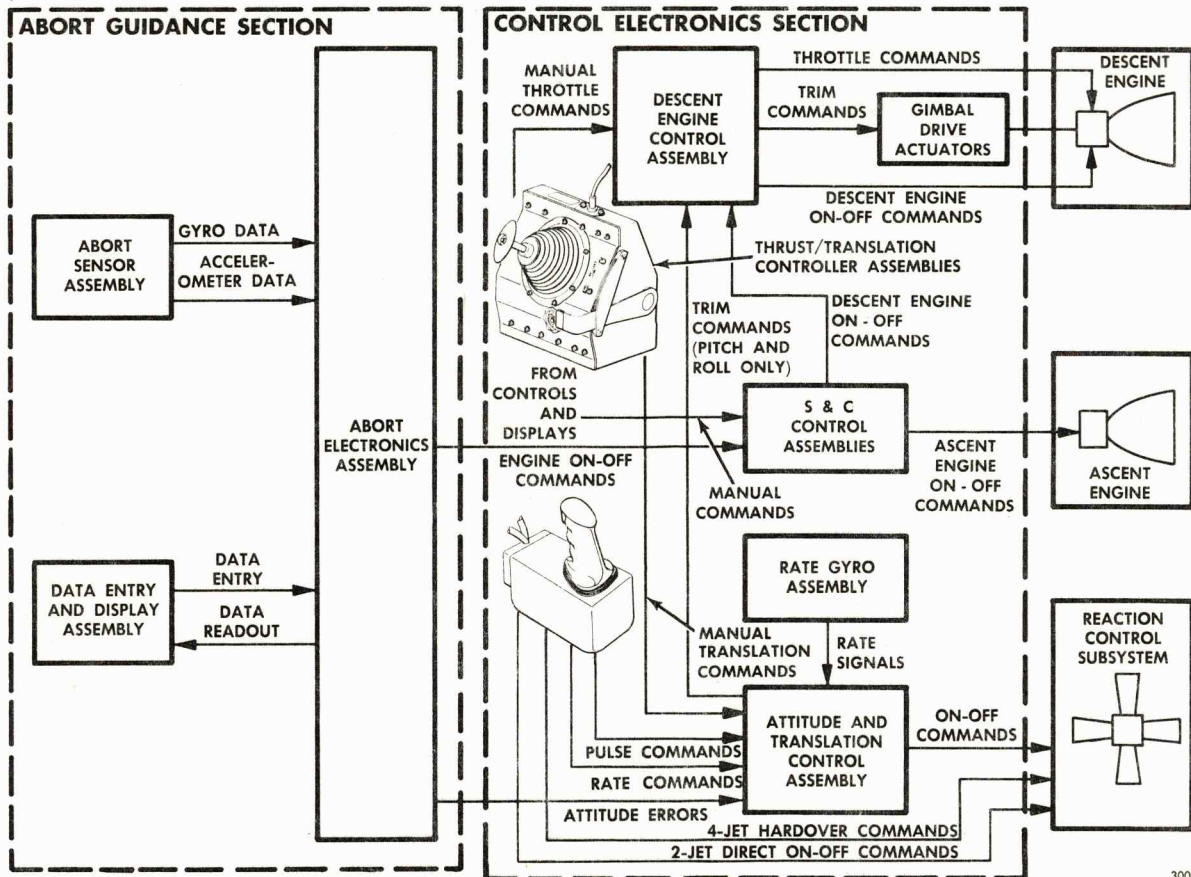 ABORT GUIDANCE SECTION
ABORT
SENSOR
ASSEMBLY
GYRO DATA
ACCELER-
OMETER DATA
DATA ENTRY
AND DISPLAY
ASSEMBLY
DATA
ENTRY
DATA
READOUT
ABORT
ELECTRONICS
ASSEMBLY
CONTROL ELECTRONICS SECTION
MANUAL
THROTTLE
COMMANDS
DESCENT
ENGINE
CONTROL
ASSEMBLY
THROTTLE COMMANDS
TRIM
COMMANDS
GIMBAL
DRIVE
ACTUATORS
DESCENT ENGINE
ON-OFF COMMANDS
DESCENT
ENGINE
THRUST/TRANSLATION
CONTROLLER ASSEMBLIES
TRIM
COMMANDS
(PITCH AND
ROLL ONLY)
DESCENT ENGINE
ON - OFF
COMMANDS
FROM
CONTROLS
AND
DISPLAYS
ENGINE ON-OFF
COMMANDS
S & C
CONTROL
ASSEMBLIES
MANUAL
COMMANDS
ASCENT
ENGINE
ON - OFF
COMMANDS
ASCENT
ENGINE
RATE GYRO
ASSEMBLY
RATE
SIGNALS
MANUAL
TRANSLATION
COMMANDS
ATTITUDE AND
TRANSLATION
CONTROL
ASSEMBLY
PULSE COMMANDS
RATE COMMANDS
ATTITUDE ERRORS
4-JET HARDOVER COMMANDS
2-JET DIRECT ON-OFF COMMANDS
ON-OFF
COMMANDS
REACTION
CONTROL
SUBSYSTEM
300